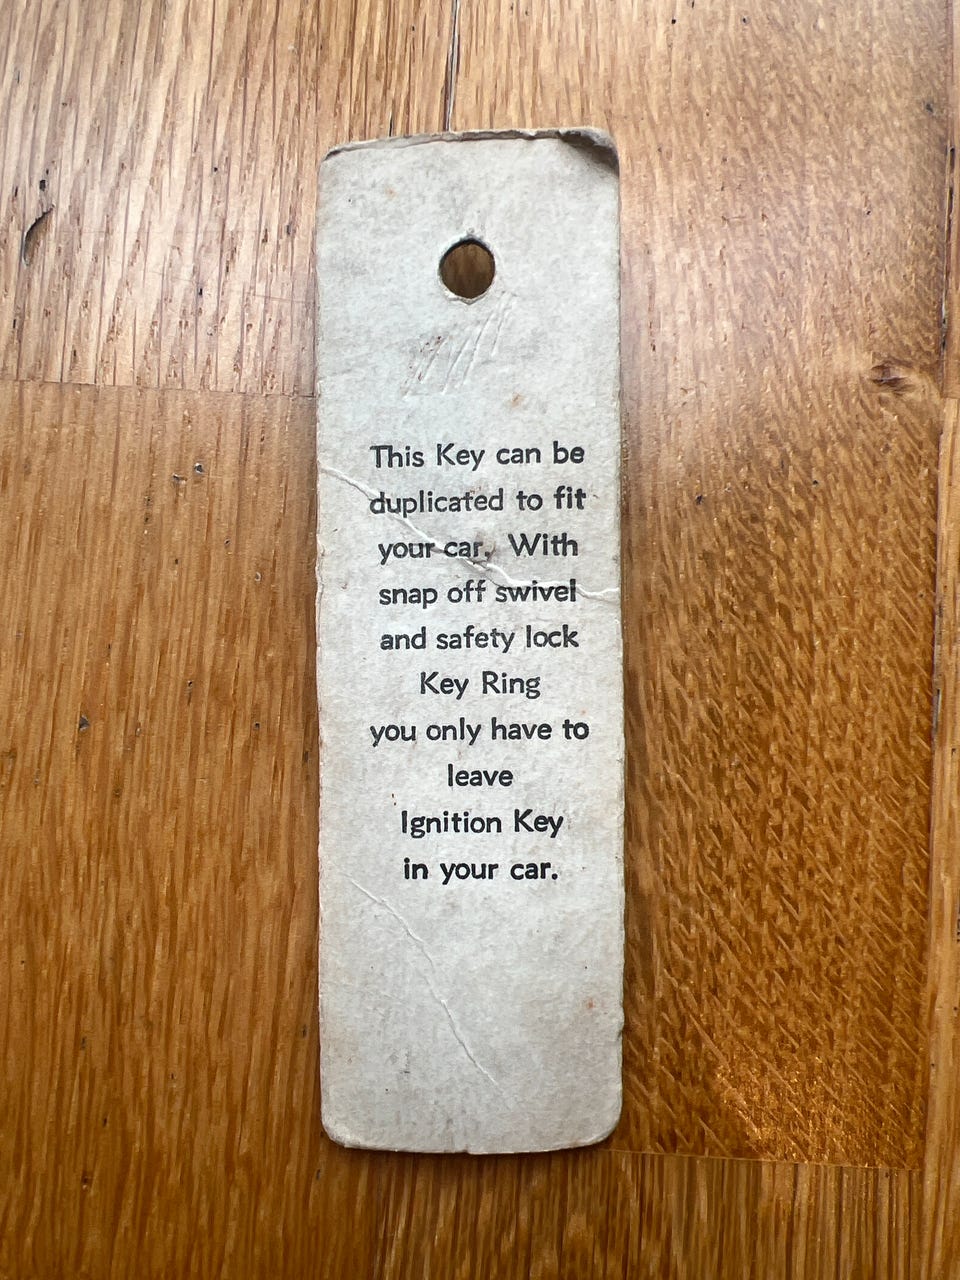 This Key can be
duplicated to fit
your car. With
snap off swivel
and safety lock
Key Ring
you only have to
leave
Ignition Key
in your car.